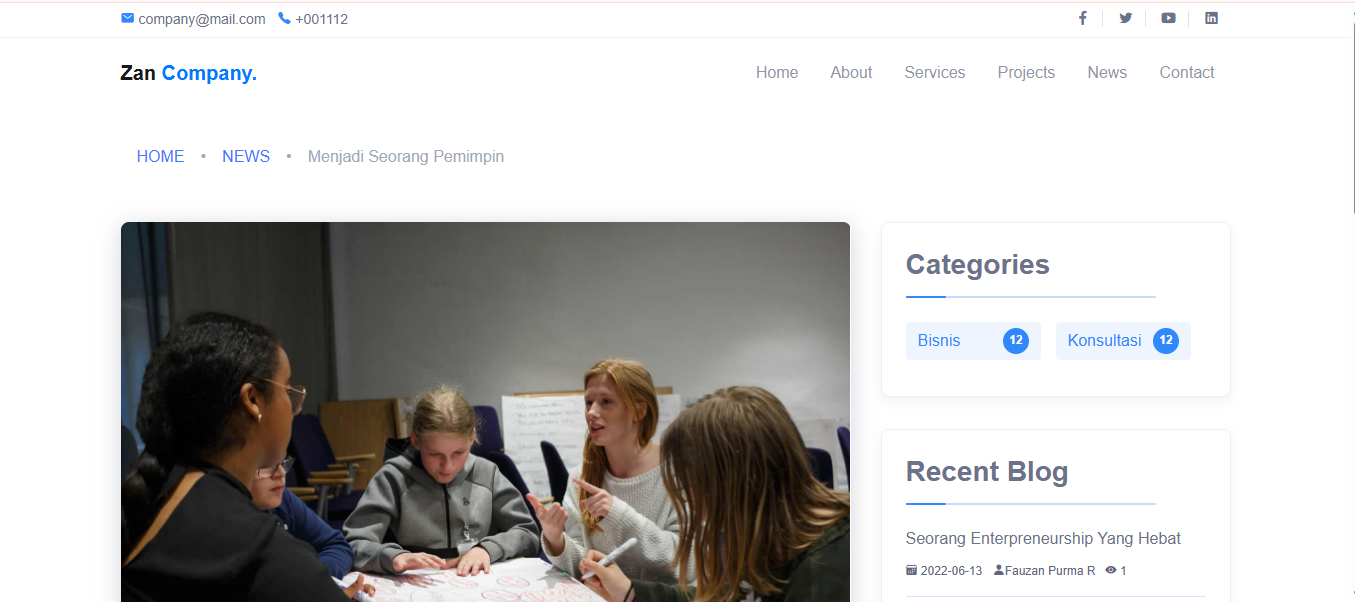 company@mail.com +001112
Zan Company.
Home About Services Projects News Contact
HOME • NEWS • Menjadi Seorang Pemimpin
Categories
Bisnis 12 Konsultasi 12
Recent Blog
Seorang Enterpreneurship Yang Hebat
2022-06-13 Fauzan Purma R 1